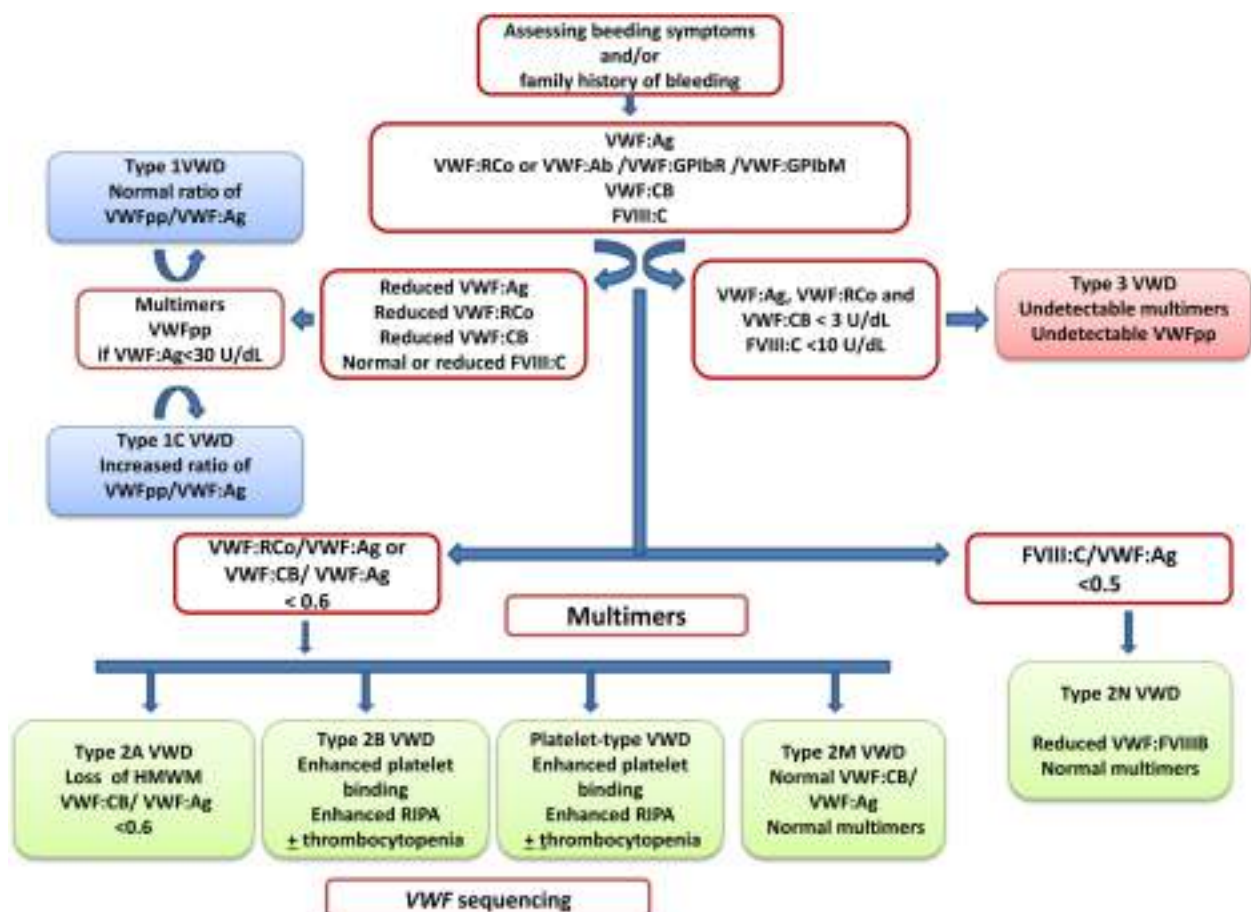 Assessing beeding symptoms
and/or
family history of bleeding
VWF:Ag
VWF:RCo or VWF:Ab /VWF:GPIbR /VWF:GPIbM
VWF:CB
FVIII:C
Type 1VWD
Normal ratio of
VWFpp/VWF:Ag
Multimers
VWFpp
if VWF:Ag<30 U/dL
Reduced VWF:Ag
Reduced VWF:RCo
Reduced VWF:CB
Normal or reduced FVIII:C
VWF:Ag, VWF:RCo and
VWF:CB < 3 U/dL
FVIII:C <10 U/dL
Type 3 VWD
Undetectable multimers
Undetectable VWFpp
Type 1C VWD
Increased ratio of
VWFpp/VWF:Ag
VWF:RCo/VWF:Ag or
VWF:CB/ VWF:Ag
< 0.6
FVIII:C/VWF:Ag
<0.5
Multimers
Type 2A VWD
Loss of HMWM
VWF:CB/ VWF:Ag
<0.6
Type 2B VWD
Enhanced platelet
binding
Enhanced RIPA
± thrombocytopenia
Platelet-type VWD
Enhanced platelet
binding
Enhanced RIPA
± thrombocytopenia
Type 2M VWD
Normal VWF:CB/
VWF:Ag
Normal multimers
Type 2N VWD
Reduced VWF:FVIIIB
Normal multimers
VWF sequencing